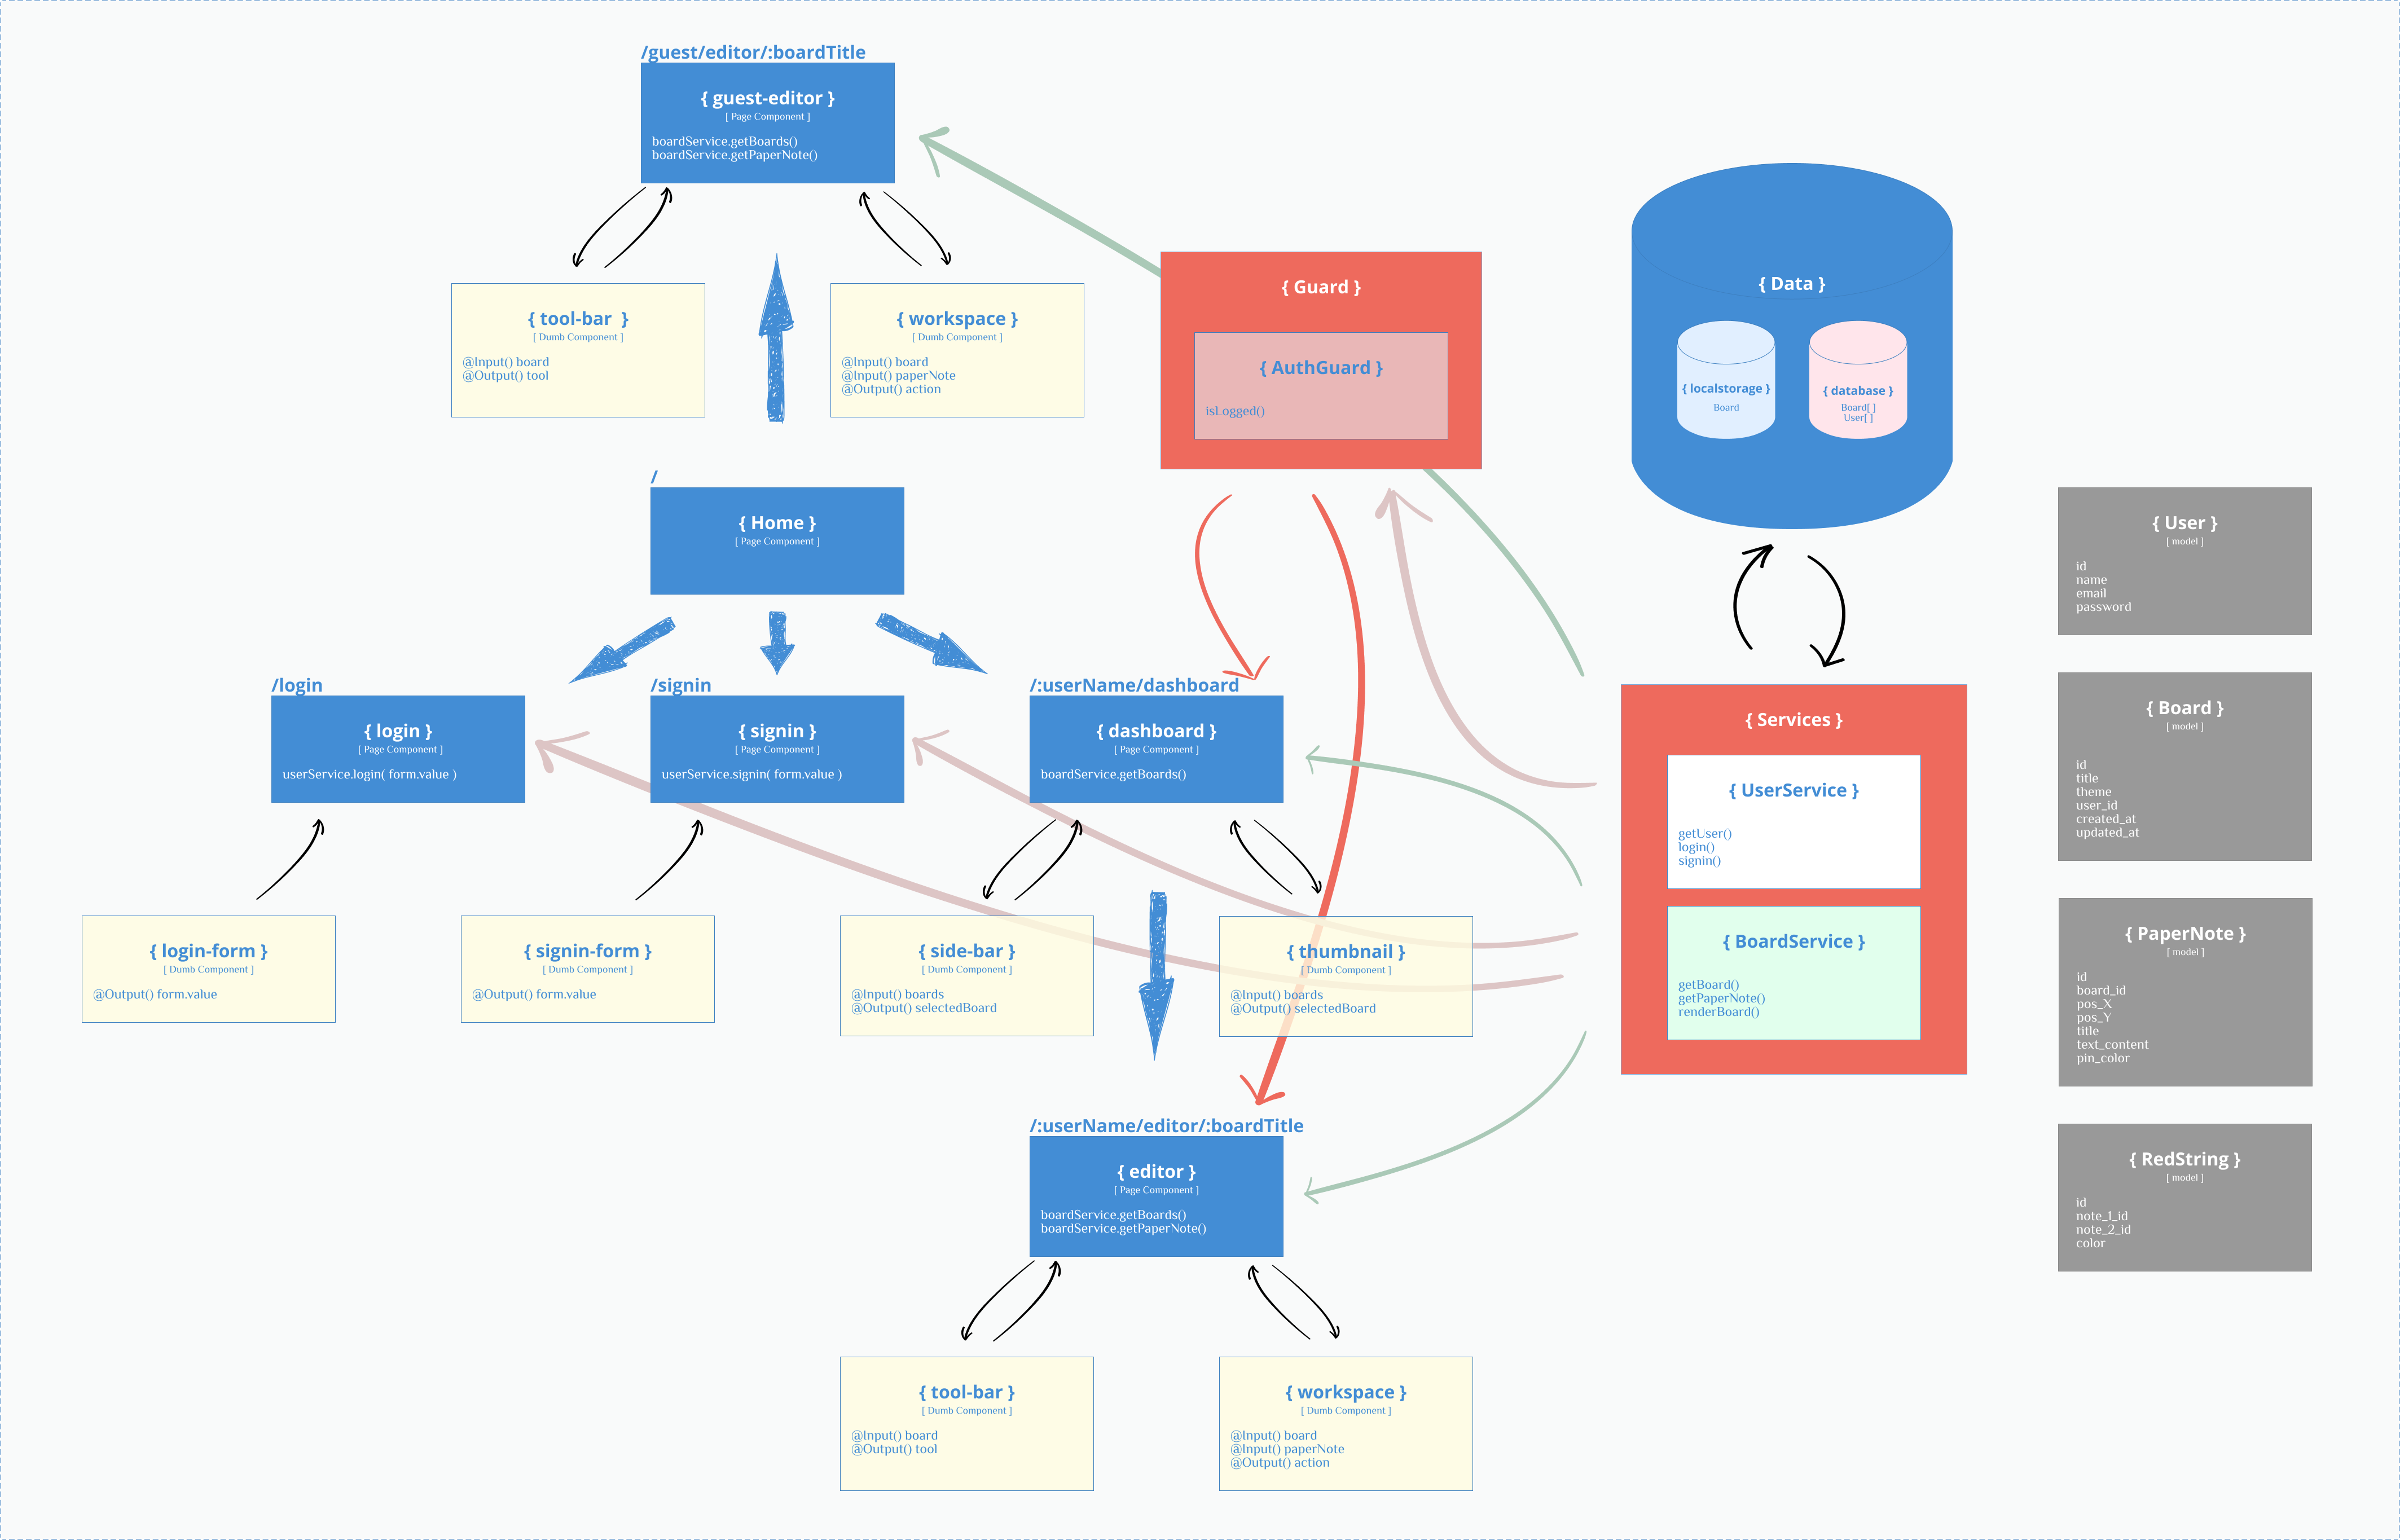 /guest/editor/:boardTitle
{ guest-editor }
[ Page Component ]
boardService.getBoards()
boardService.getPaperNote()
{ tool-bar  }
[ Dumb Component ]
@Input() board
@Output() tool
{ workspace }
[ Dumb Component ]
@Input() board
@Input() paperNote
@Output() action
{ Guard }
{ AuthGuard }
isLogged()
{ Data }
{ localstorage }
Board
{ database }
Board[ ]
User[ ]
/
{ Home }
[ Page Component ]
/login
{ login }
[ Page Component ]
userService.login( form.value )
/signin
{ signin }
[ Page Component ]
userService.signin( form.value )
/:userName/dashboard
{ dashboard }
[ Page Component ]
boardService.getBoards()
{ login-form }
[ Dumb Component ]
@Output() form.value
{ signin-form }
[ Dumb Component ]
@Output() form.value
{ side-bar }
[ Dumb Component ]
@Input() boards
@Output() selectedBoard
{ thumbnail }
[ Dumb Component ]
@Input() boards
@Output() selectedBoard
/:userName/editor/:boardTitle
{ editor }
[ Page Component ]
boardService.getBoards()
boardService.getPaperNote()
{ tool-bar }
[ Dumb Component ]
@Input() board
@Output() tool
{ workspace }
[ Dumb Component ]
@Input() board
@Input() paperNote
@Output() action
{ Services }
{ UserService }
getUser()
login()
signin()
{ BoardService }
getBoard()
getPaperNote()
renderBoard()
{ User }
[ model ]
id
name
email
password
{ Board }
[ model ]
id
title
theme
user_id
created_at
updated_at
{ PaperNote }
[ model ]
id
board_id
pos_X
pos_Y
title
text_content
pin_color
{ RedString }
[ model ]
id
note_1_id
note_2_id
color